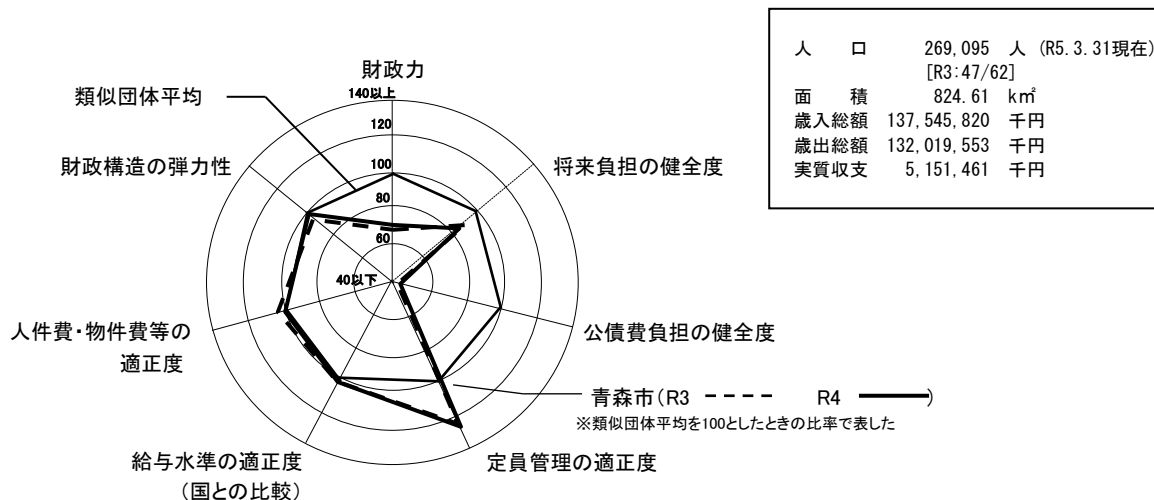 人　口　269,095　人 (R5.3.31現在)
[R3:47/62]
面　積　824.61　k㎡
歳入総額　137,545,820　千円
歳出総額　132,019,553　千円
実質収支　5,151,461　千円
財政力
140以上
類似団体平均
120
財政構造の弾力性
将来負担の健全度
100
80
60
40以下
人件費・物件費等の
適正度
公債費負担の健全度
青森市(R3　R4　)
※類似団体平均を100としたときの比率で表した
給与水準の適正度
(国との比較)
定員管理の適正度